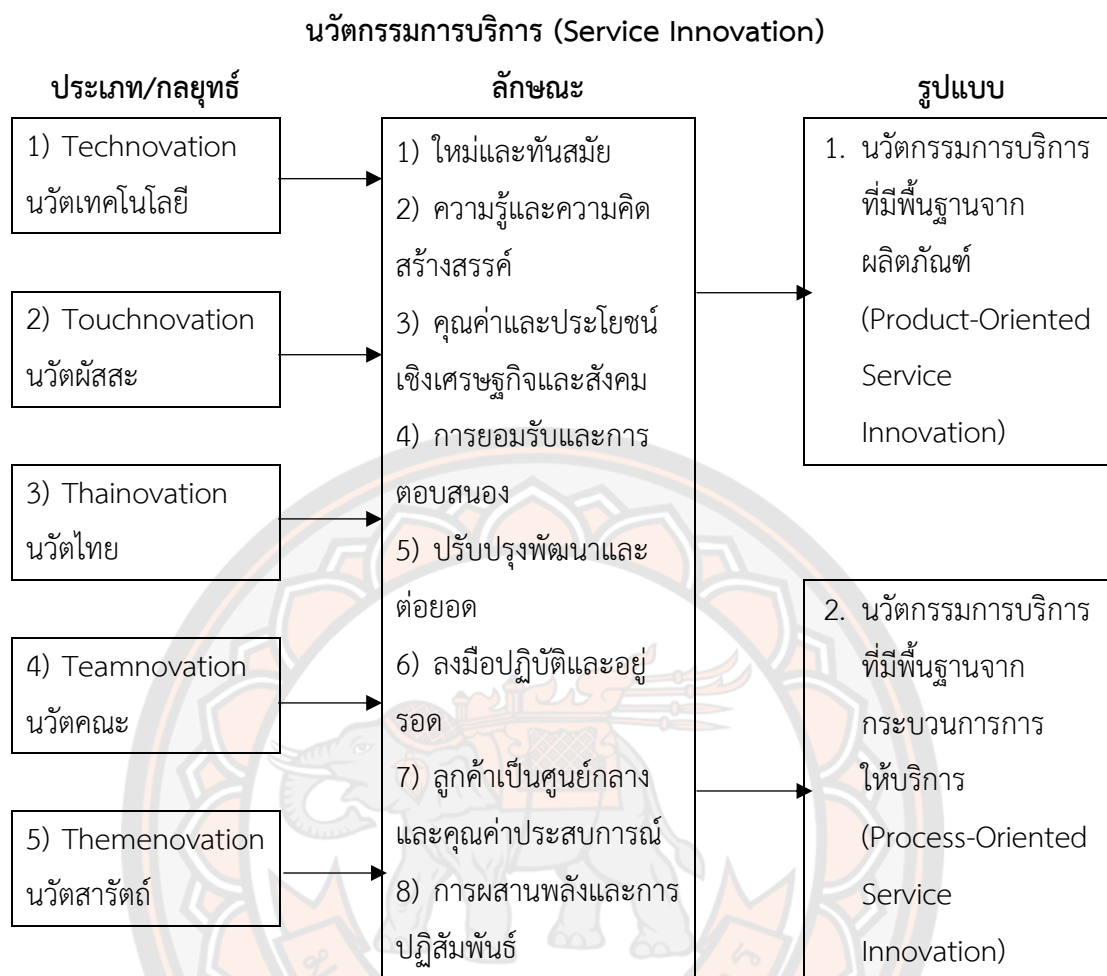 นวัตกรรมการบริการ (Service Innovation)
ประเภท/กลยุทธ์
ลักษณะ
รูปแบบ
1) Technovation
นวัตเทคโนโลยี
2) Touchnovation
นวัตผัสสะ
3) Thainovation
นวัตไทย
4) Teamnovation
นวัตคณะ
5) Themenovation
นวัตสารัตถ์
1) ใหม่และทันสมัย
2) ความรู้และความคิด
สร้างสรรค์
3) คุณค่าและประโยชน์
เชิงเศรษฐกิจและสังคม
4) การยอมรับและการ
ตอบสนอง
5) ปรับปรุงพัฒนาและ
ต่อยอด
6) ลงมือปฏิบัติและอยู่
รอด
7) ลูกค้าเป็นศูนย์กลาง
และคุณค่าประสบการณ์
8) การผสานพลังและการ
ปฏิสัมพันธ์
1. นวัตกรรมการบริการ
ที่มีพื้นฐานจาก
ผลิตภัณฑ์
(Product-Oriented
Service
Innovation)
2. นวัตกรรมการบริการ
ที่มีพื้นฐานจาก
กระบวนการการ
ให้บริการ
(Process-Oriented
Service
Innovation)